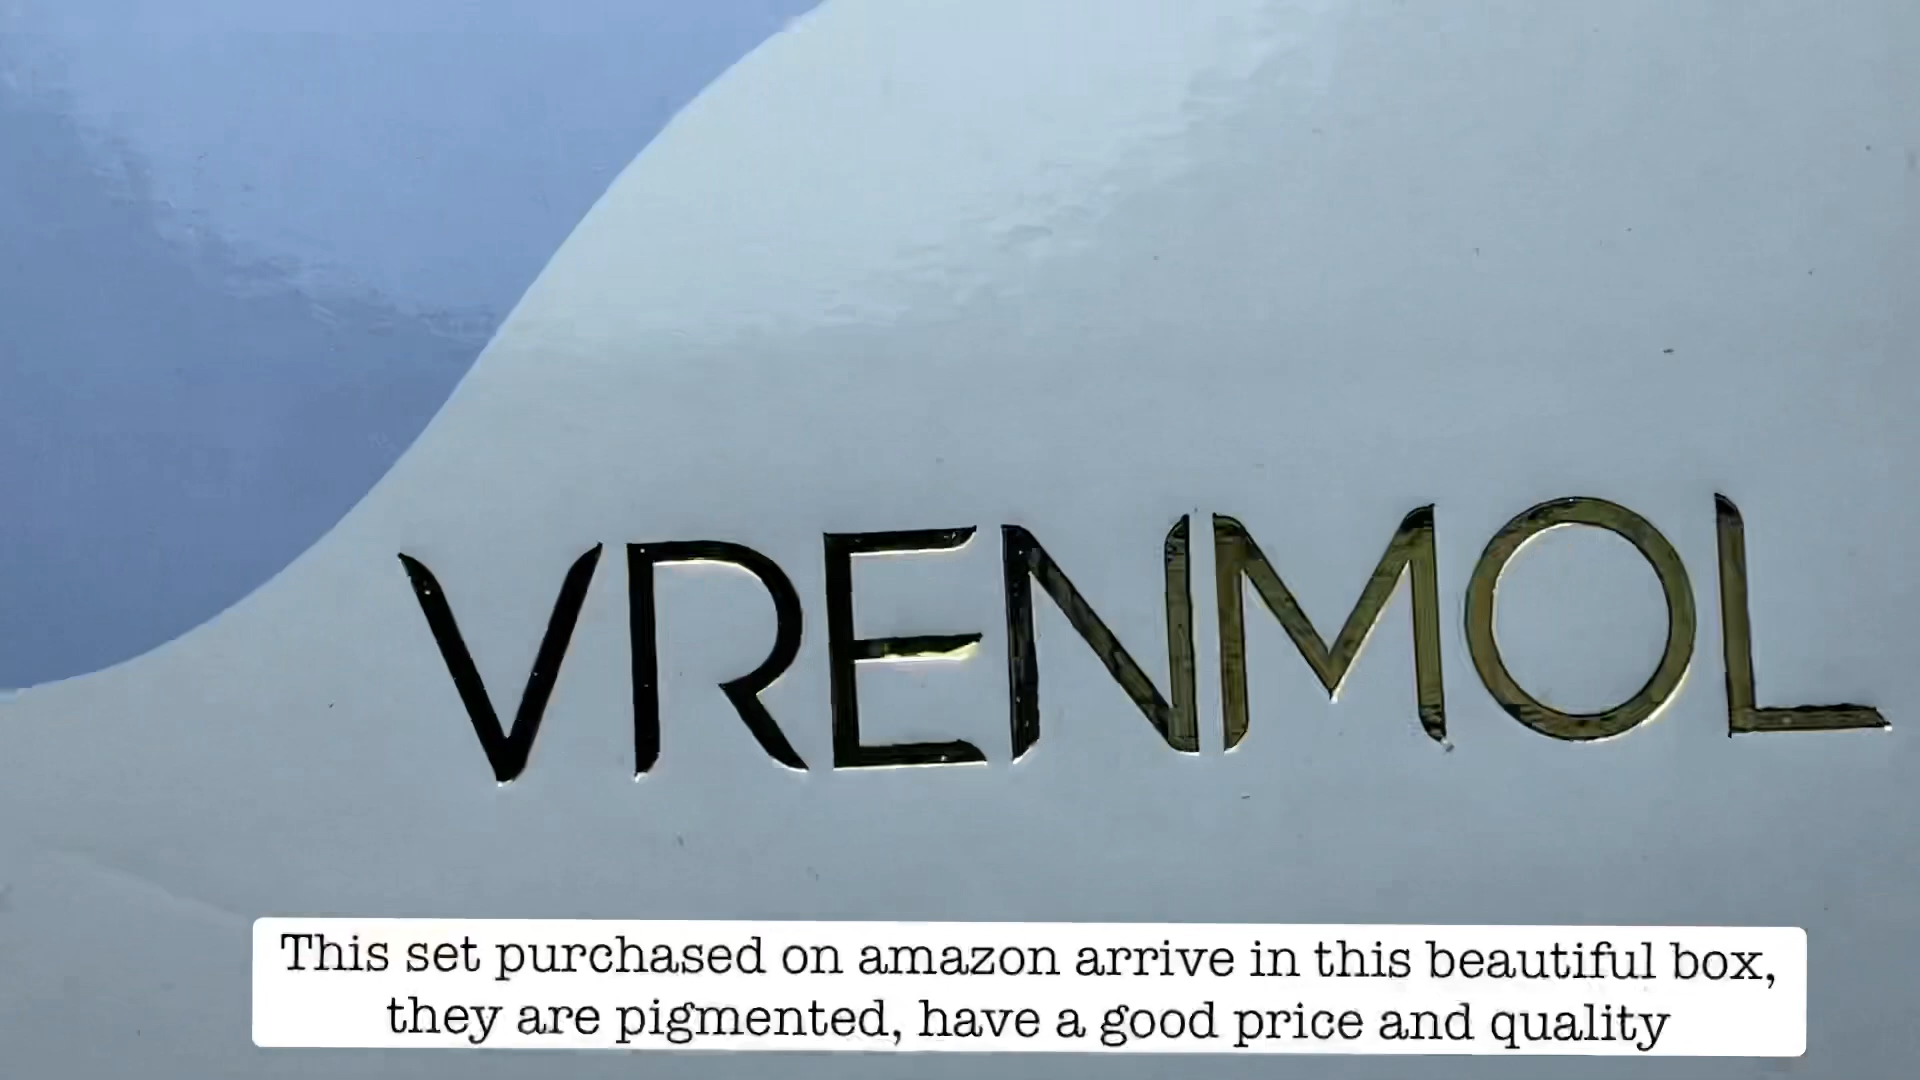 VRENMOL
This set purchased on amazon arrive in this beautiful box,
they are pigmented, have a good price and quality